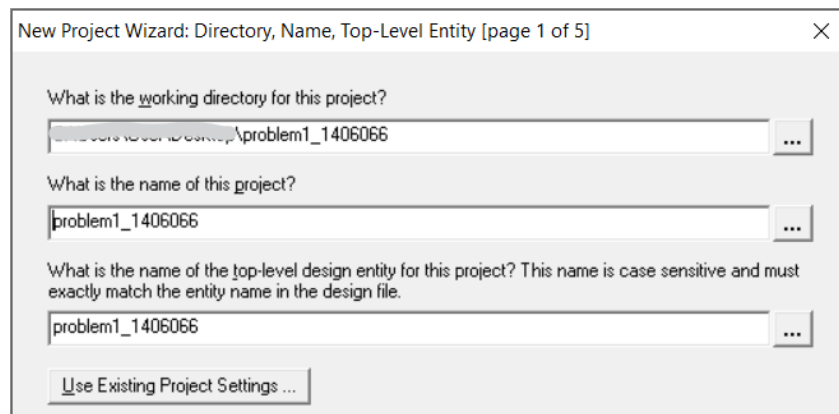 New Project Wizard: Directory, Name, Top-Level Entity [page 1 of 5]
What is the working directory for this project?
\problem1_1406066
...
What is the name of this project?
problem1_1406066
...
What is the name of the top-level design entity for this project? This name is case sensitive and must
exactly match the entity name in the design file.
problem1_1406066
...
Use Existing Project Settings ...